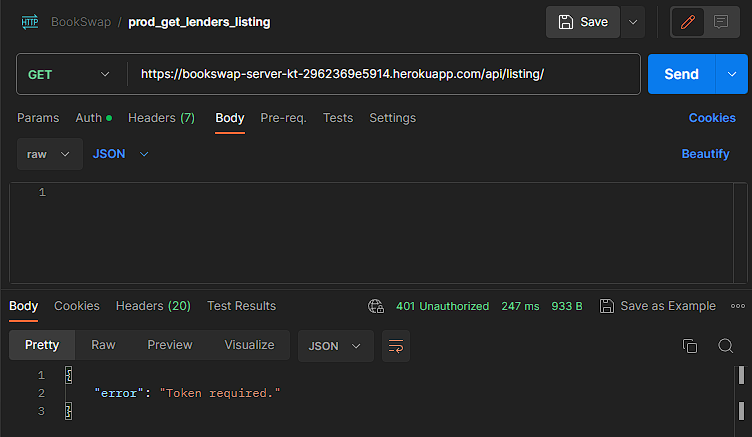 HTTP BookSwap / prod_get_lenders_listing Save
GET https://bookswap-server-kt-2962369e5914.herokuapp.com/api/listing/ Send
Params Auth Headers (7) Body Pre-req. Tests Settings Cookies
raw JSON Beautify
1
Body Cookies Headers (20) Test Results 401 Unauthorized 247 ms 933 B Save as Example
Pretty Raw Preview Visualize JSON
1 {
2 "error": "Token required."
3 }